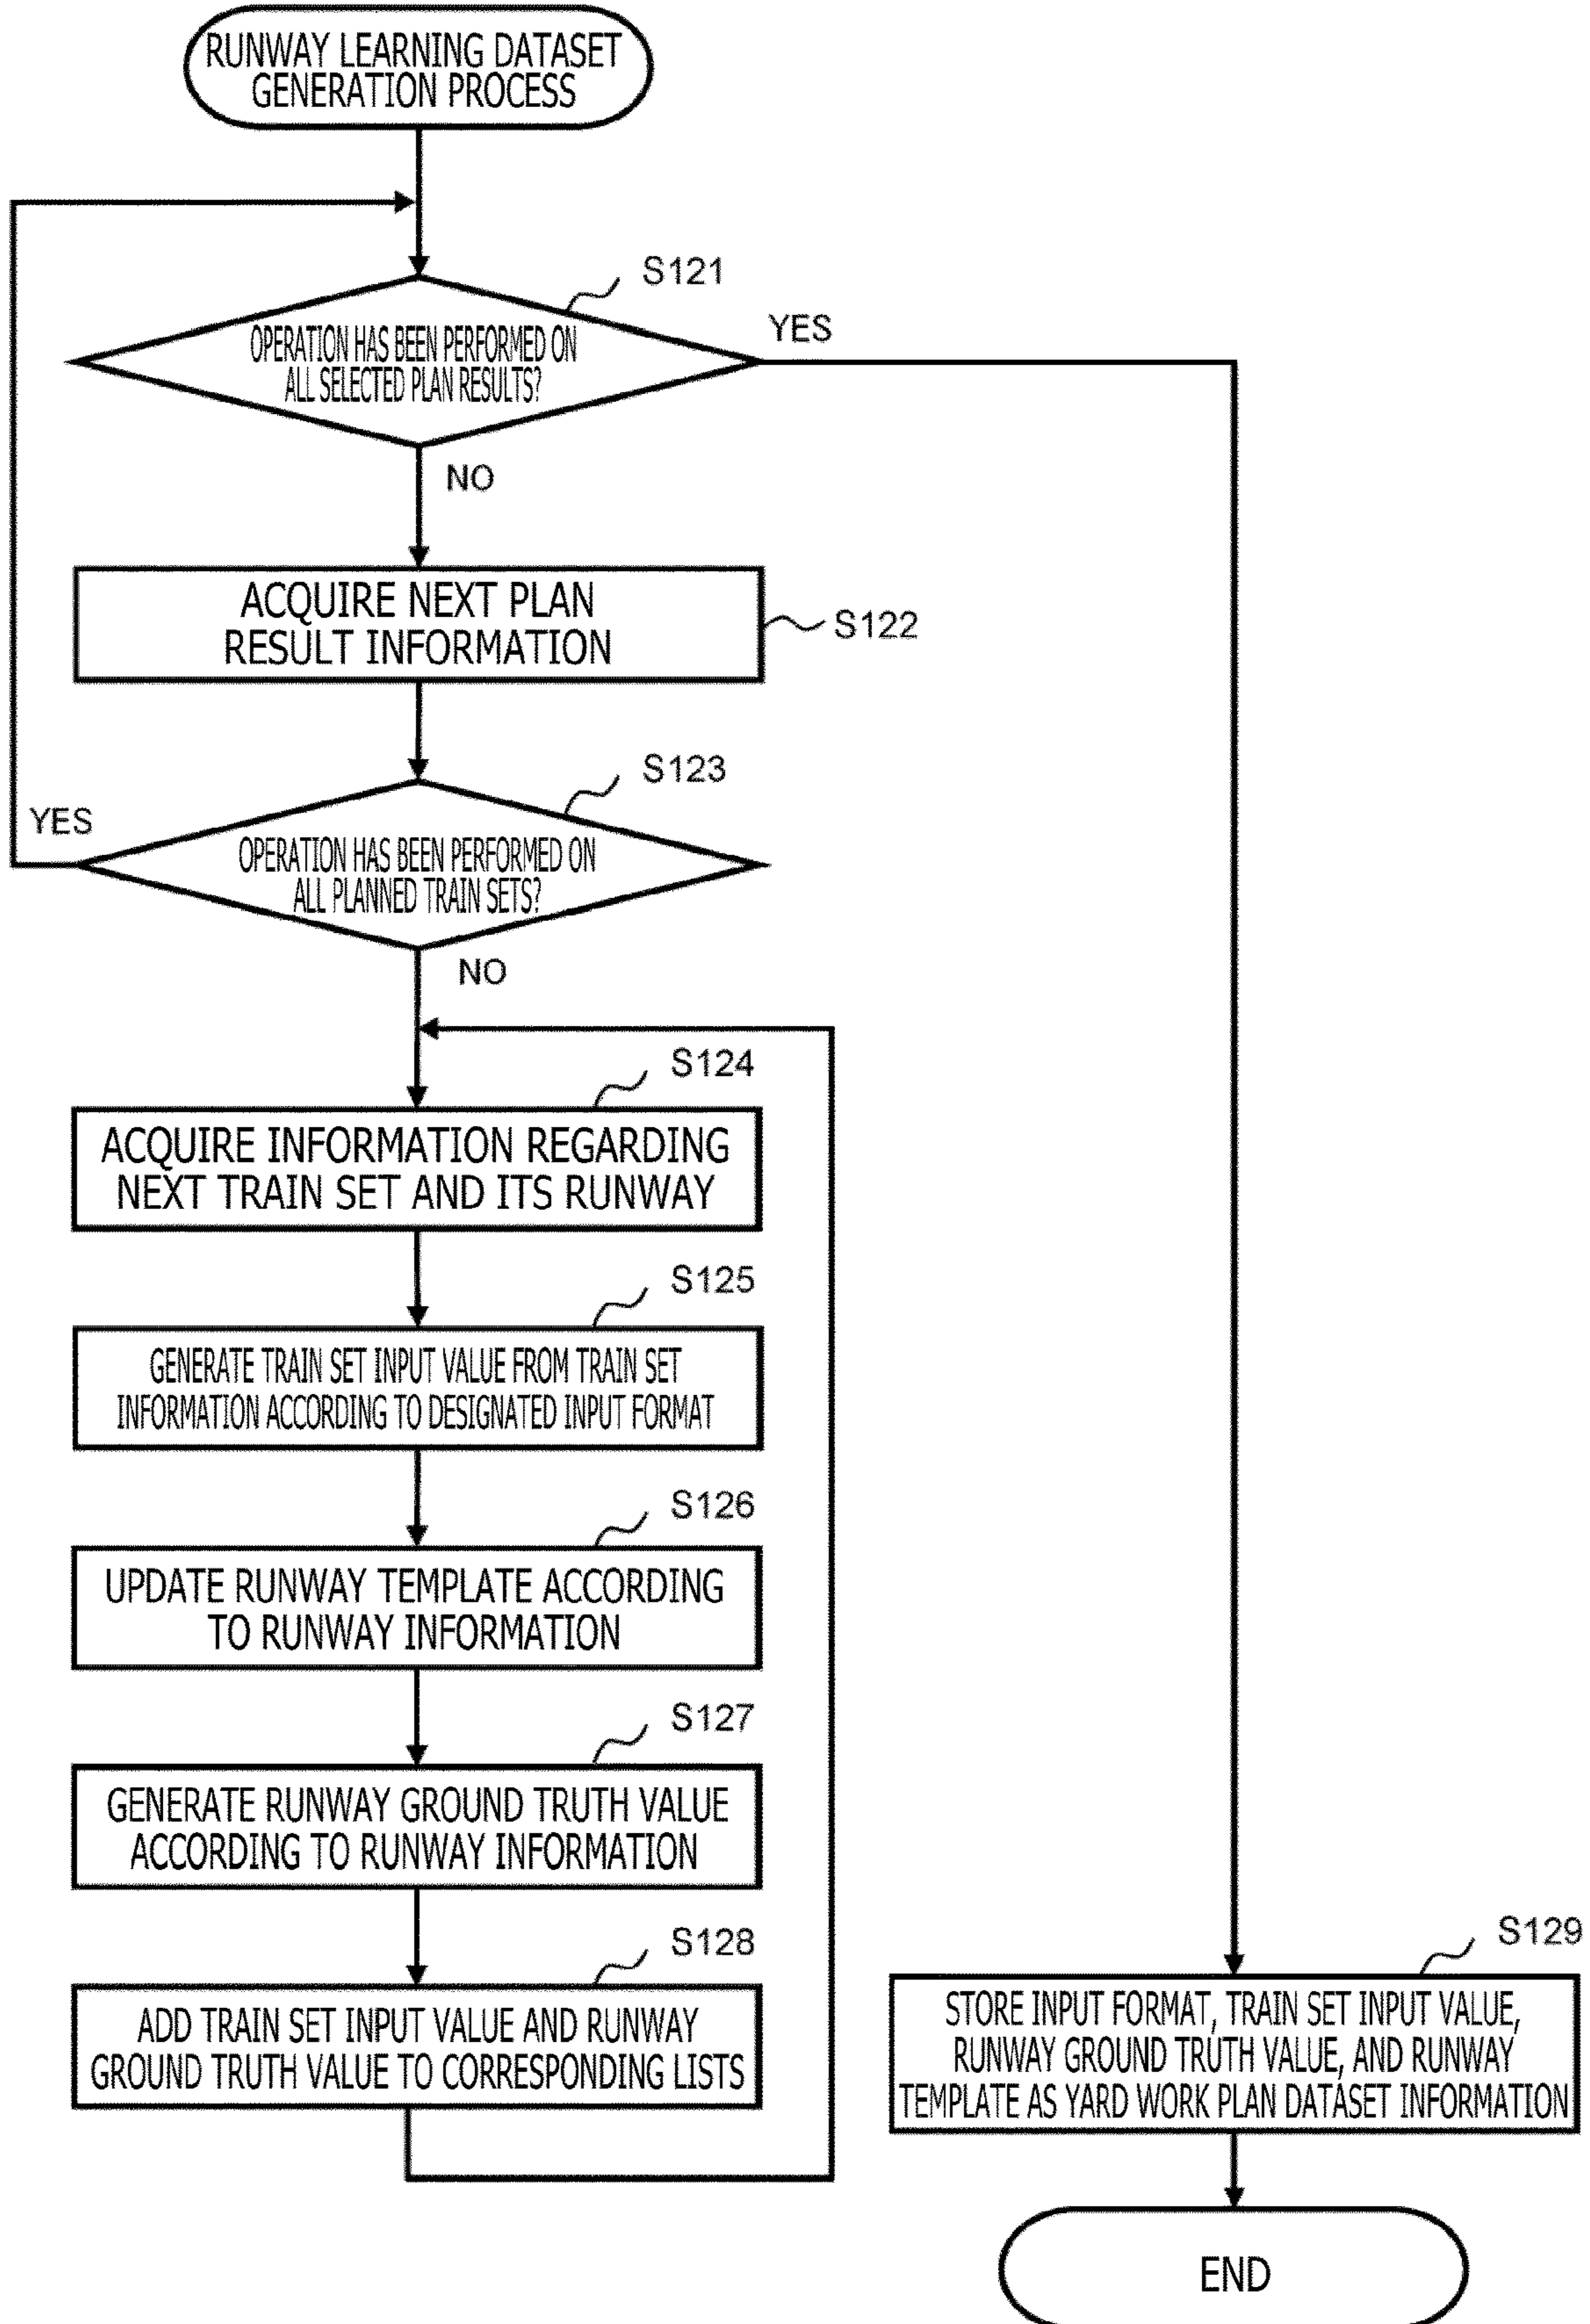 RUNWAY LEARNING DATASET
GENERATION PROCESS
S121
OPERATION HAS BEEN PERFORMED ON
ALL SELECTED PLAN RESULTS?
YES
NO
ACQUIRE NEXT PLAN
RESULT INFORMATION
S122
S123
YES
OPERATION HAS BEEN PERFORMED ON
ALL PLANNED TRAIN SETS?
NO
S124
ACQUIRE INFORMATION REGARDING
NEXT TRAIN SET AND ITS RUNWAY
S125
GENERATE TRAIN SET INPUT VALUE FROM TRAIN SET
INFORMATION ACCORDING TO DESIGNATED INPUT FORMAT
S126
UPDATE RUNWAY TEMPLATE ACCORDING
TO RUNWAY INFORMATION
S127
GENERATE RUNWAY GROUND TRUTH VALUE
ACCORDING TO RUNWAY INFORMATION
S128
ADD TRAIN SET INPUT VALUE AND RUNWAY
GROUND TRUTH VALUE TO CORRESPONDING LISTS
S129
STORE INPUT FORMAT, TRAIN SET INPUT VALUE,
RUNWAY GROUND TRUTH VALUE, AND RUNWAY
TEMPLATE AS YARD WORK PLAN DATASET INFORMATION
END